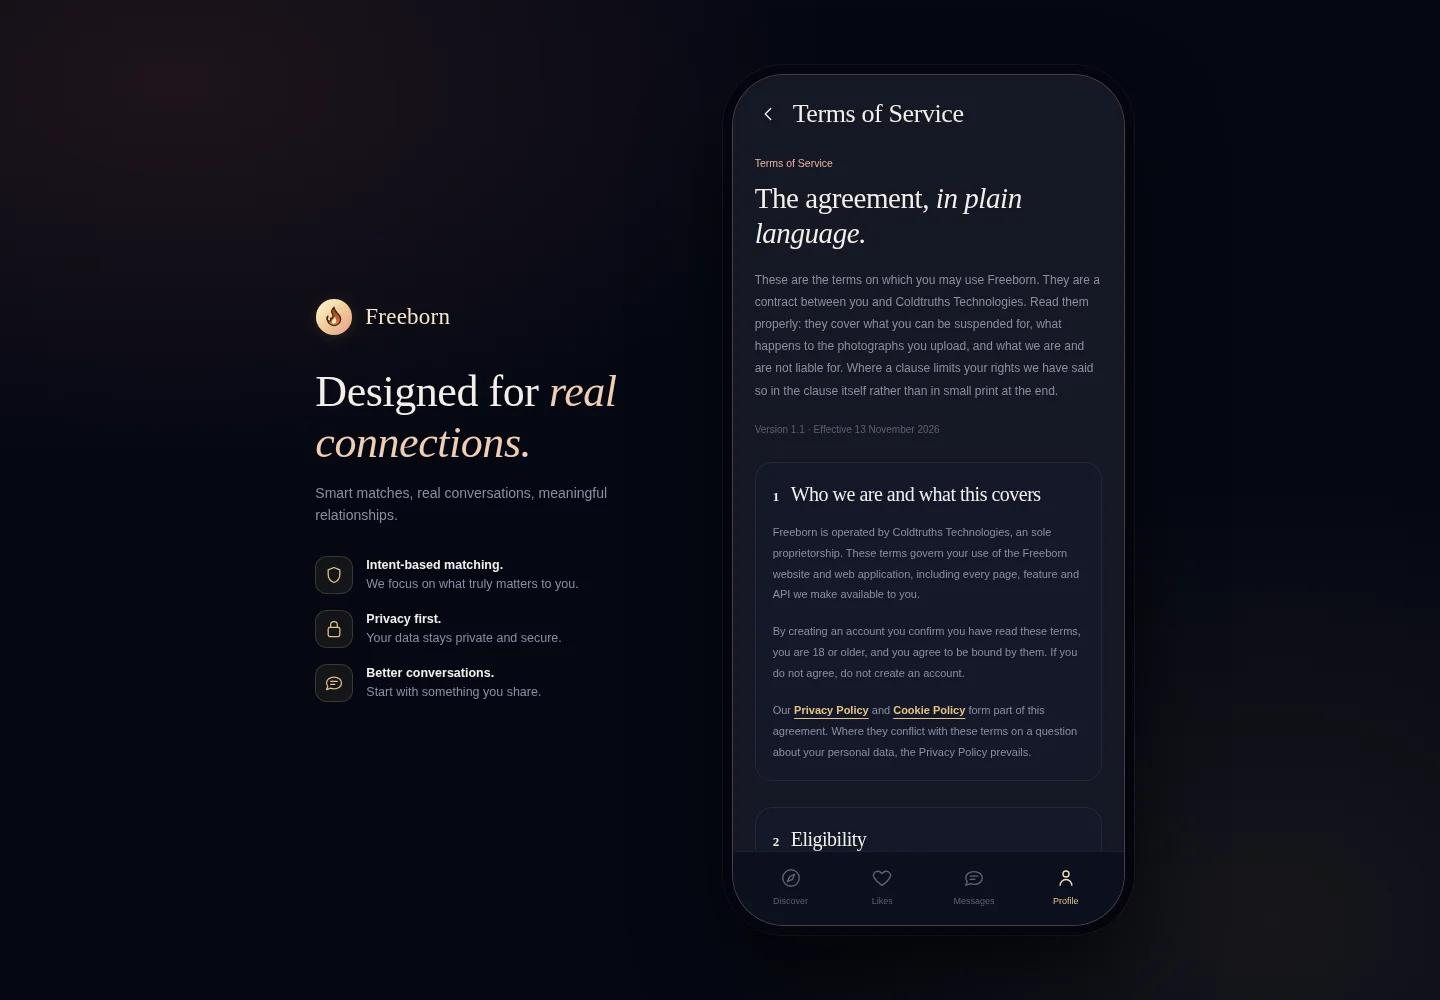 Freeborn
Designed for real
connections.
Smart matches, real conversations, meaningful
relationships.
Intent-based matching.
We focus on what truly matters to you.
Privacy first.
Your data stays private and secure.
Better conversations.
Start with something you share.
Terms of Service
Terms of Service
The agreement, in plain
language.
These are the terms on which you may use Freeborn. They are a
contract between you and Coldtruths Technologies. Read them
properly: they cover what you can be suspended for, what
happens to the photographs you upload, and what we are and
are not liable for. Where a clause limits your rights we have said
so in the clause itself rather than in small print at the end.
Version 1.1 · Effective 13 November 2026
1 Who we are and what this covers
Freeborn is operated by Coldtruths Technologies, an sole
proprietorship. These terms govern your use of the Freeborn
website and web application, including every page, feature and
API we make available to you.
By creating an account you confirm you have read these terms,
you are 18 or older, and you agree to be bound by them. If you
do not agree, do not create an account.
Our Privacy Policy and Cookie Policy form part of this
agreement. Where they conflict with these terms on a question
about your personal data, the Privacy Policy prevails.
2 Eligibility
Discover
Likes
Messages
Profile